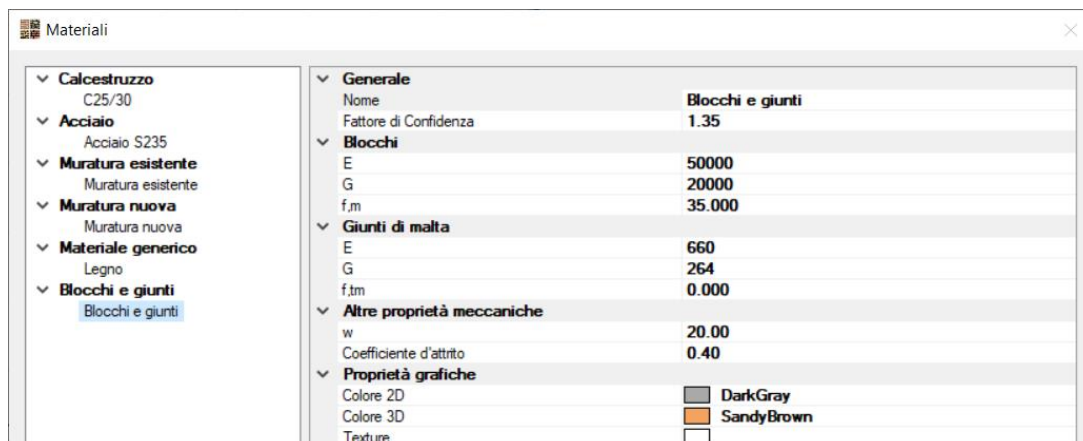 Materiali
Calcestruzzo
C25/30
Acciaio
Acciaio S235
Muratura esistente
Muratura esistente
Muratura nuova
Muratura nuova
Materiale generico
Legno
Blocchi e giunti
Blocchi e giunti
Generale
Nome Blocchi e giunti
Fattore di Confidenza 1.35
Blocchi
E 50000
G 20000
f,m 35.000
Giunti di malta
E 660
G 264
f,tm 0.000
Altre proprietà meccaniche
w 20.00
Coefficiente d'attrito 0.40
Proprietà grafiche
Colore 2D DarkGray
Colore 3D SandyBrown
Texture